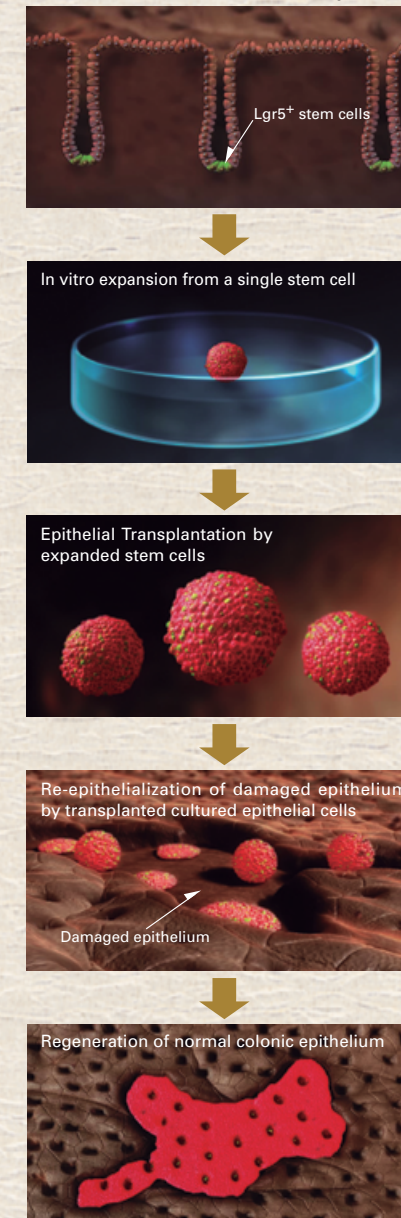 Lgr5⁺ stem cells
In vitro expansion from a single stem cell
Epithelial Transplantation by
expanded stem cells
Re-epithelialization of damaged epithelium
by transplanted cultured epithelial cells
Damaged epithelium
Regeneration of normal colonic epithelium